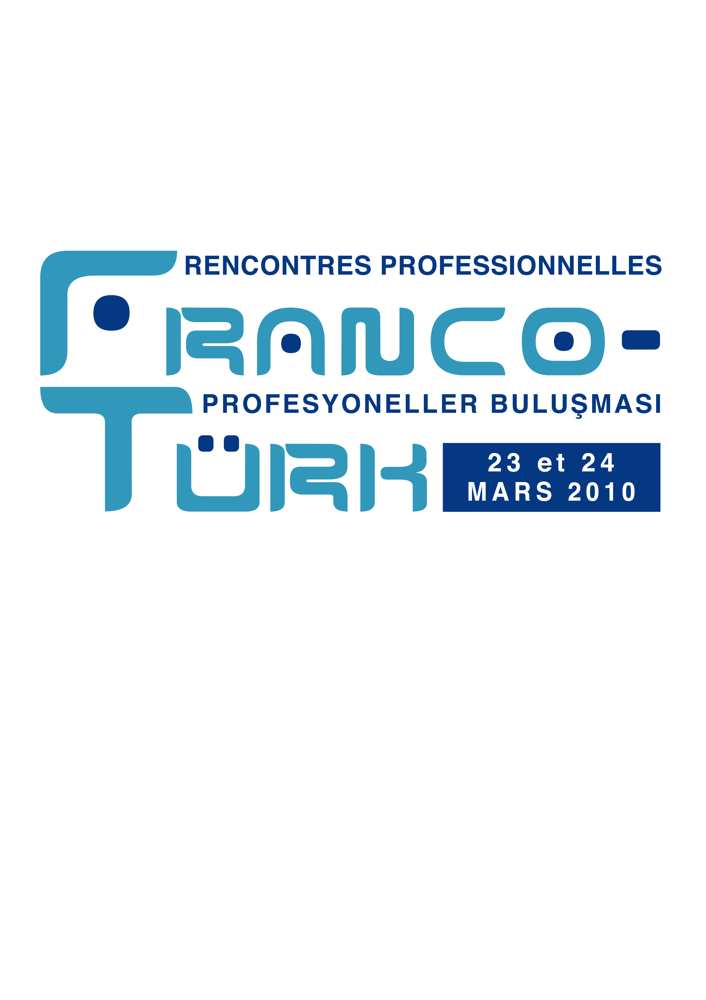 RENCONTRES PROFESSIONNELLES
FRANCO-
PROFESYONELLER BULUŞMASI
TÜRK
23 et 24
MARS 2010